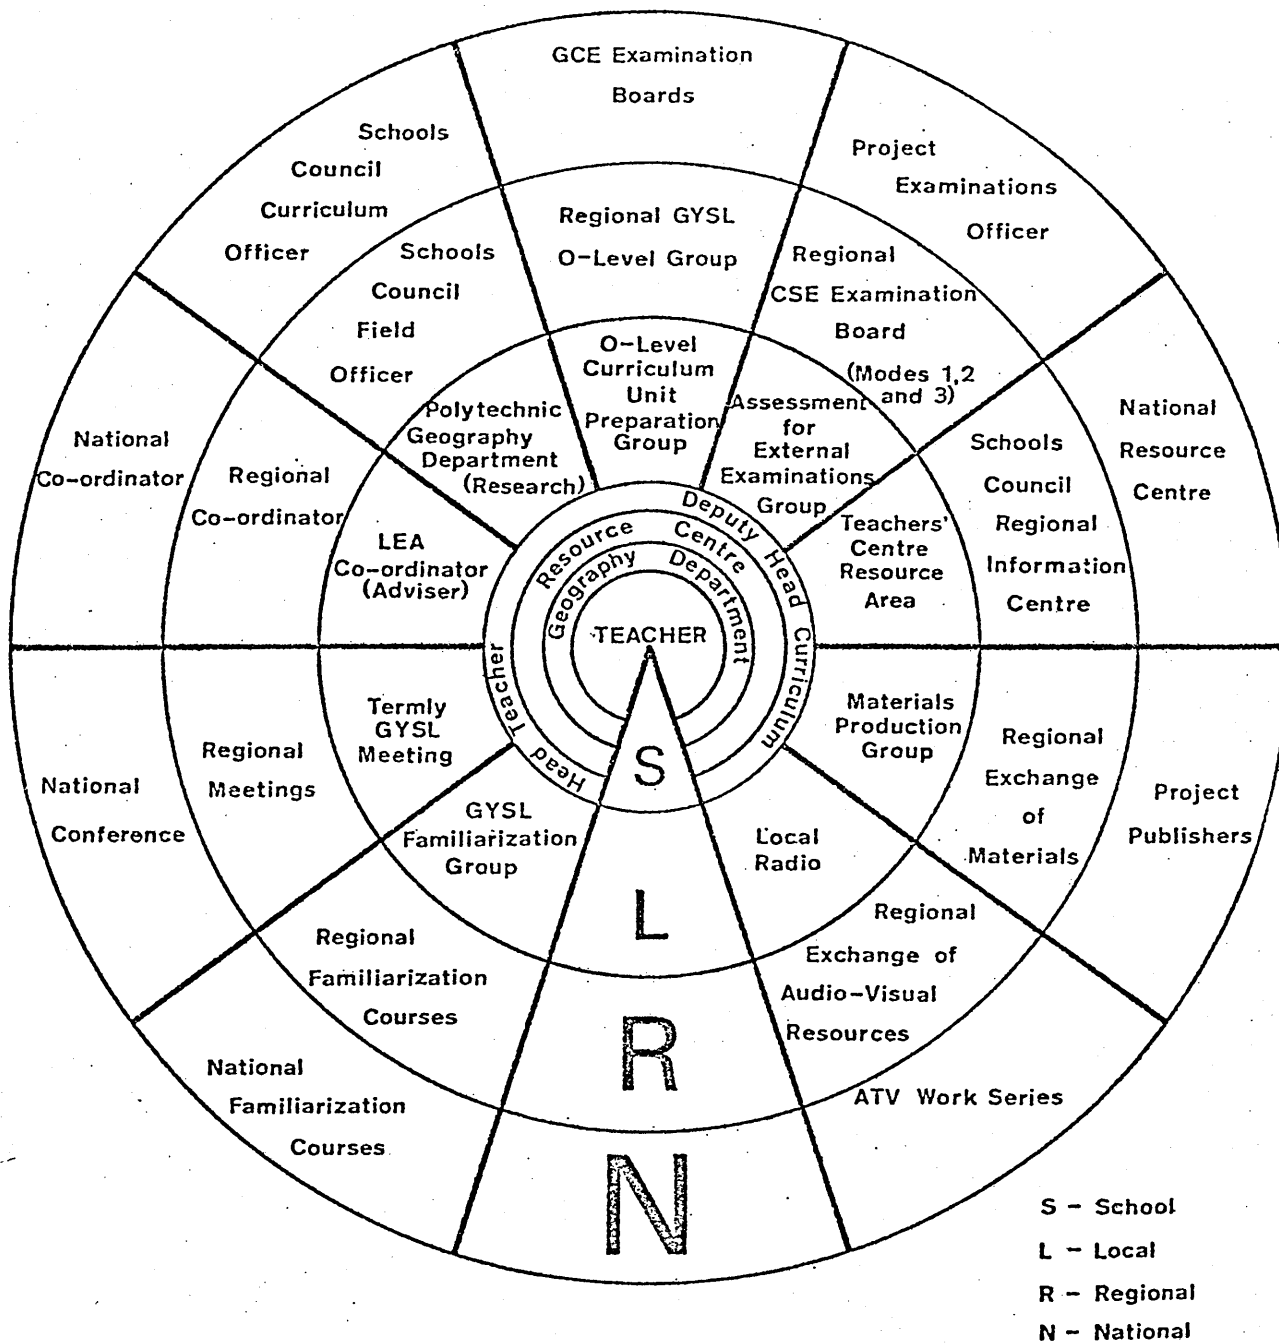 GCE Examination
Boards
Schools
Council
Curriculum
Officer
Project
Examinations
Officer
Regional GYSL
O-Level Group
Schools
Council
Field
Officer
Regional
CSE Examination
Board
(Modes 1,2
and 3)
O-Level
Curriculum
Unit
Preparation
Group
Polytechnic
Geography
Department
(Research)
Assessment
for
External
Examinations
Group
National
Co-ordinator
Regional
Co-ordinator
LEA
Co-ordinator
(Adviser)
National
Resource
Centre
Schools
Council
Regional
Information
Centre
Teachers'
Centre
Resource
Area
Deputy Head Curriculum
Head Teacher
Resource Centre
Geography Department
TEACHER
Termly
GYSL
Meeting
Regional
Meetings
National
Conference
Materials
Production
Group
Regional
Exchange
of
Materials
Project
Publishers
GYSL
Familiarization
Group
Regional
Familiarization
Courses
National
Familiarization
Courses
Local
Radio
Regional
Exchange of
Audio-Visual
Resources
ATV Work Series
S
L
R
N
S - School
L - Local
R - Regional
N - National